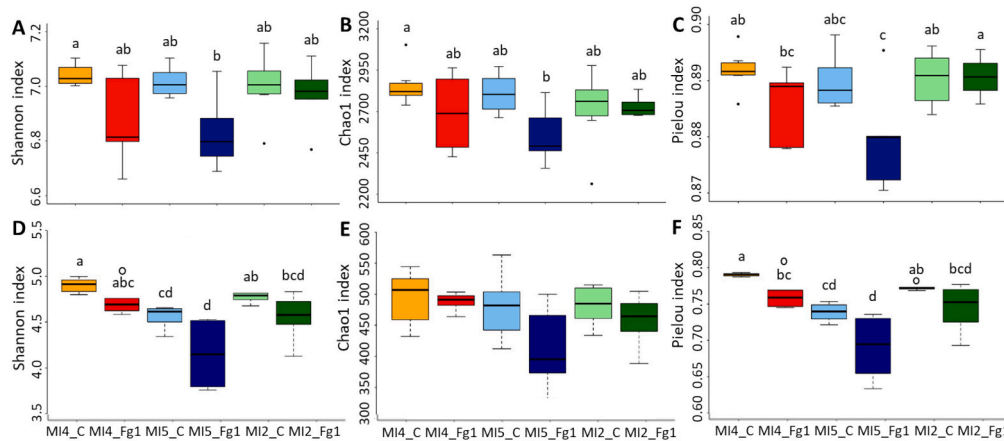 A
Shannon index
7.2
7.0
6.8
6.6
a
ab
ab
b
ab
ab
B
Chao1 index
3200
2950
2700
2450
2200
a
ab
ab
b
ab
ab
C
Pielou index
0.90
0.89
0.88
0.87
ab
bc
abc
c
ab
a
D
Shannon index
5.5
5.0
4.5
4.0
3.5
a
abc
cd
d
ab
bcd
E
Chao1 index
600
500
450
400
350
300
F
Pielou index
0.85
0.80
0.75
0.70
0.65
0.60
a
bc
cd
d
ab
bcd
MI4_C MI4_Fg1 MI5_C MI5_Fg1 MI2_C MI2_Fg1
MI4_C MI4_Fg1 MI5_C MI5_Fg1 MI2_C MI2_Fg1
MI4_C MI4_Fg1 MI5_C MI5_Fg1 MI2_C MI2_Fg1